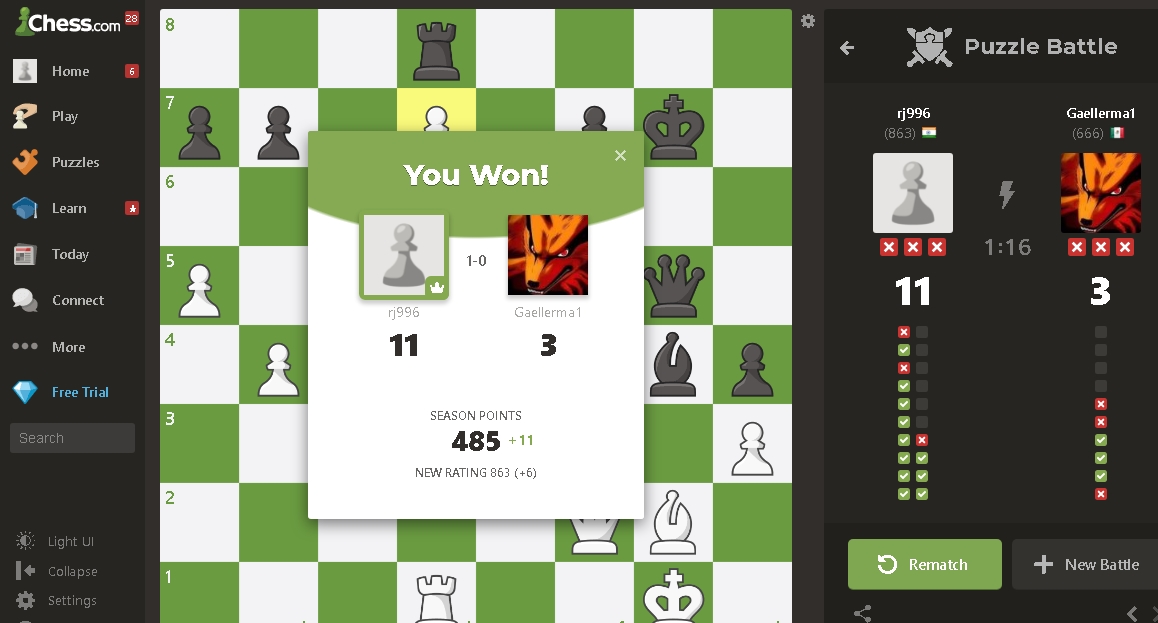 Chess.com
28
Home
6
Play
Puzzles
Learn
Today
Connect
More
Free Trial
Search
Light UI
Collapse
Settings
8
7
6
5
4
3
2
1
You Won!
1-0
rj996
Gaellerma1
11
3
SEASON POINTS
485 +11
NEW RATING 863 (+6)
Puzzle Battle
rj996
Gaellerma1
(863)
(666)
1:16
11
3
Rematch
New Battle